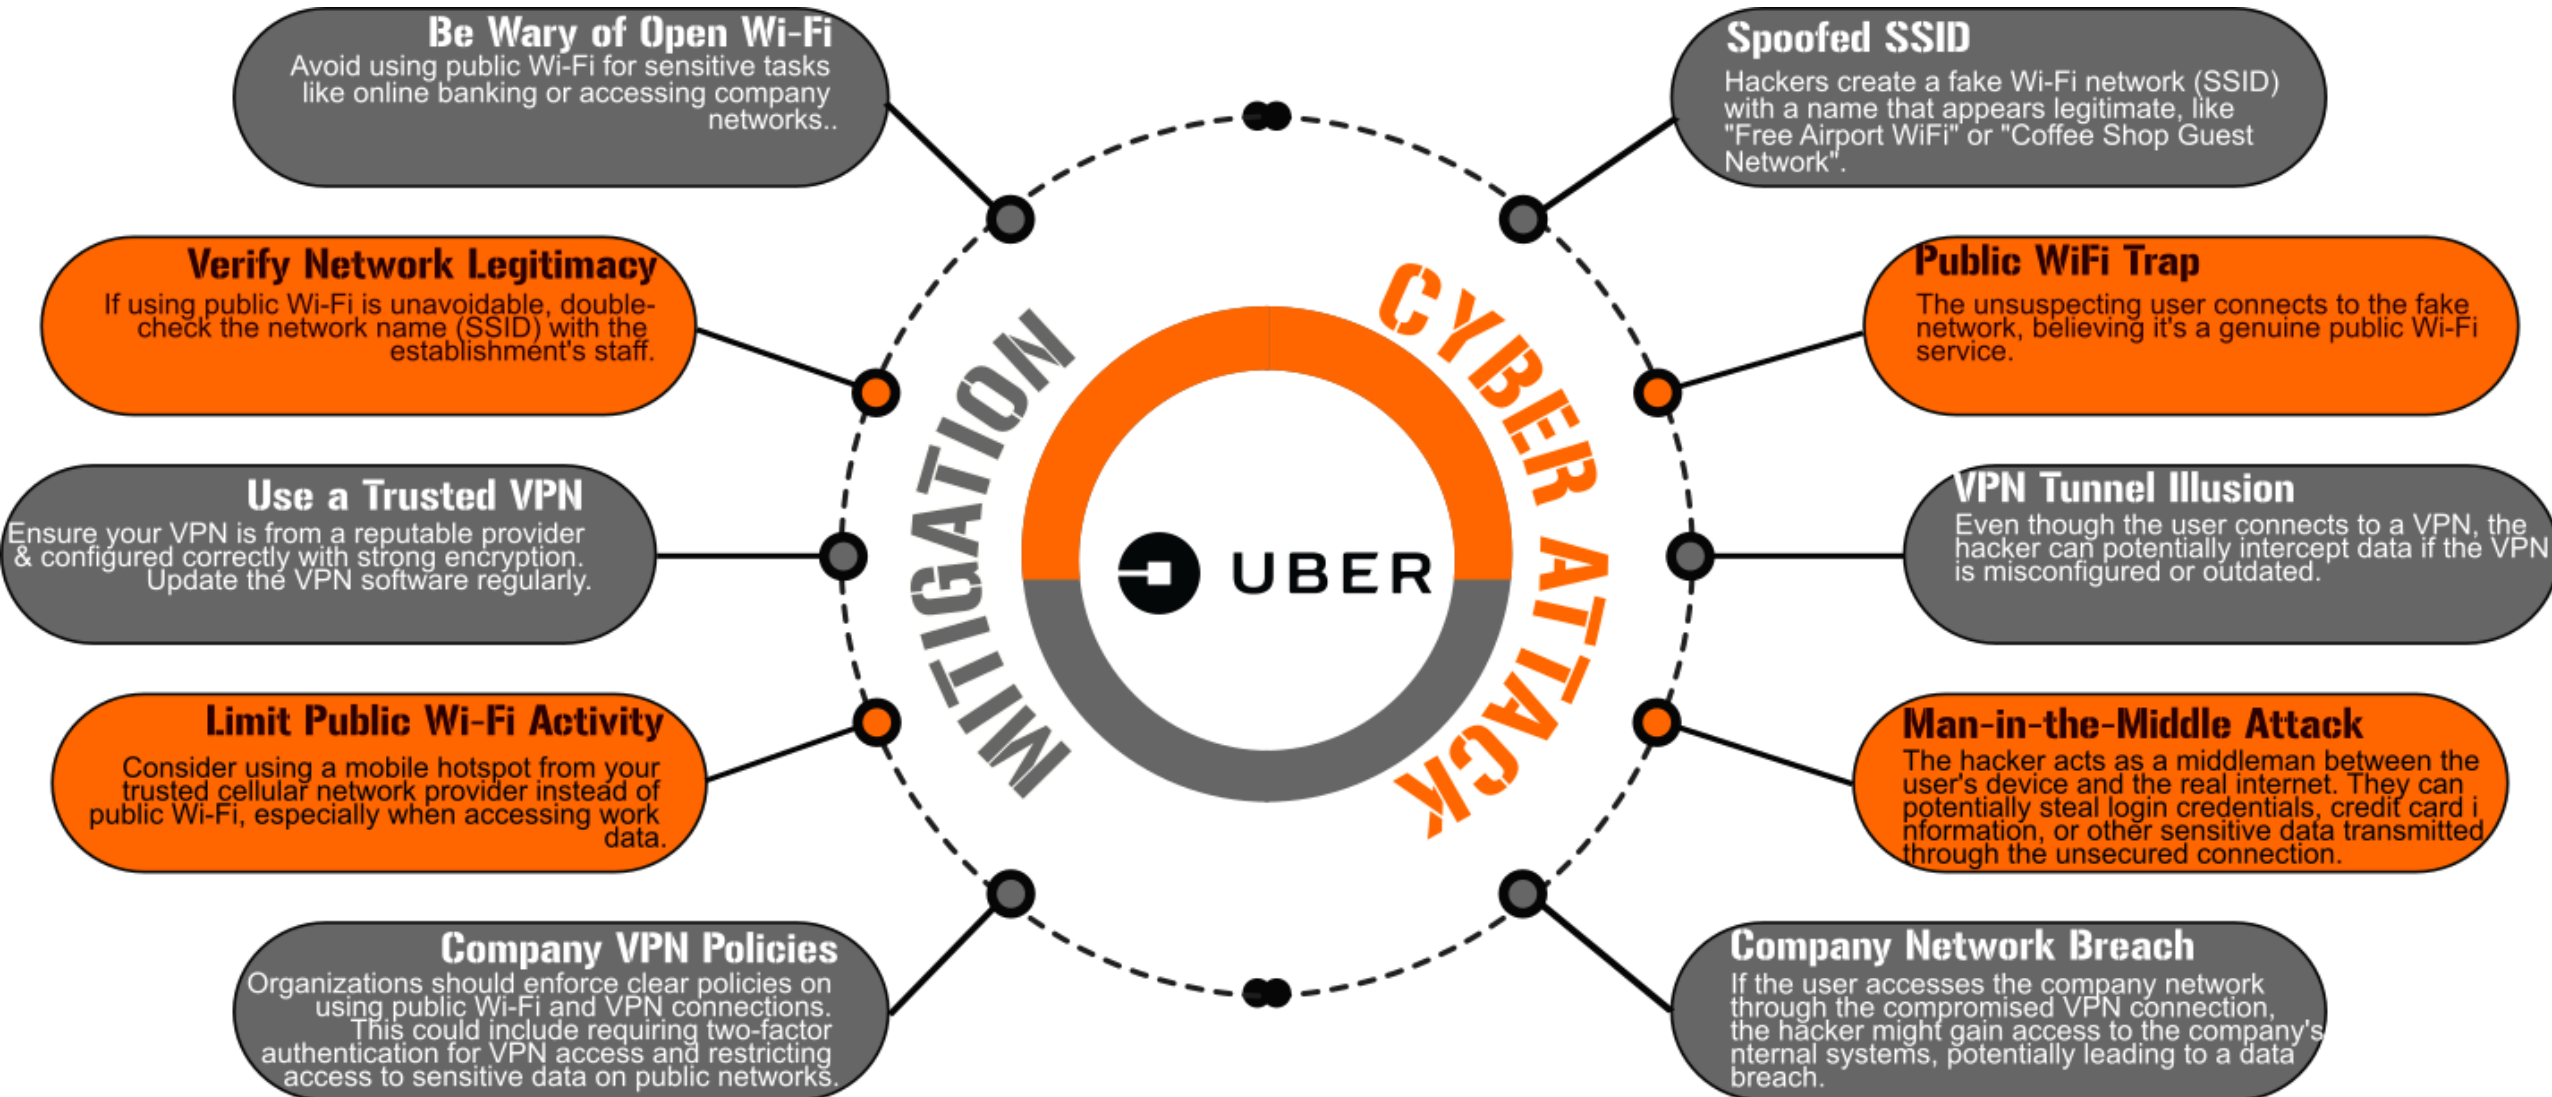 Be Wary of Open Wi-Fi
Avoid using public Wi-Fi for sensitive tasks
like online banking or accessing company
networks..
Verify Network Legitimacy
If using public Wi-Fi is unavoidable, double-
check the network name (SSID) with the
establishment's staff.
Use a Trusted VPN
Ensure your VPN is from a reputable provider
& configured correctly with strong encryption.
Update the VPN software regularly.
Limit Public Wi-Fi Activity
Consider using a mobile hotspot from your
trusted cellular network provider instead of
public Wi-Fi, especially when accessing work
data.
Company VPN Policies
Organizations should enforce clear policies on
using public Wi-Fi and VPN connections.
This could include requiring two-factor
authentication for VPN access and restricting
access to sensitive data on public networks.
MITIGATION
UBER
CYBER ATTACK
Spoofed SSID
Hackers create a fake Wi-Fi network (SSID)
with a name that appears legitimate, like
"Free Airport WiFi" or "Coffee Shop Guest
Network".
Public WiFi Trap
The unsuspecting user connects to the fake
network, believing it's a genuine public Wi-Fi
service.
VPN Tunnel Illusion
Even though the user connects to a VPN, the
hacker can potentially intercept data if the VPN
is misconfigured or outdated.
Man-in-the-Middle Attack
The hacker acts as a middleman between the
user's device and the real internet. They can
potentially steal login credentials, credit card i
nformation, or other sensitive data transmitted
through the unsecured connection.
Company Network Breach
If the user accesses the company network
through the compromised VPN connection,
the hacker might gain access to the company's
nternal systems, potentially leading to a data
breach.